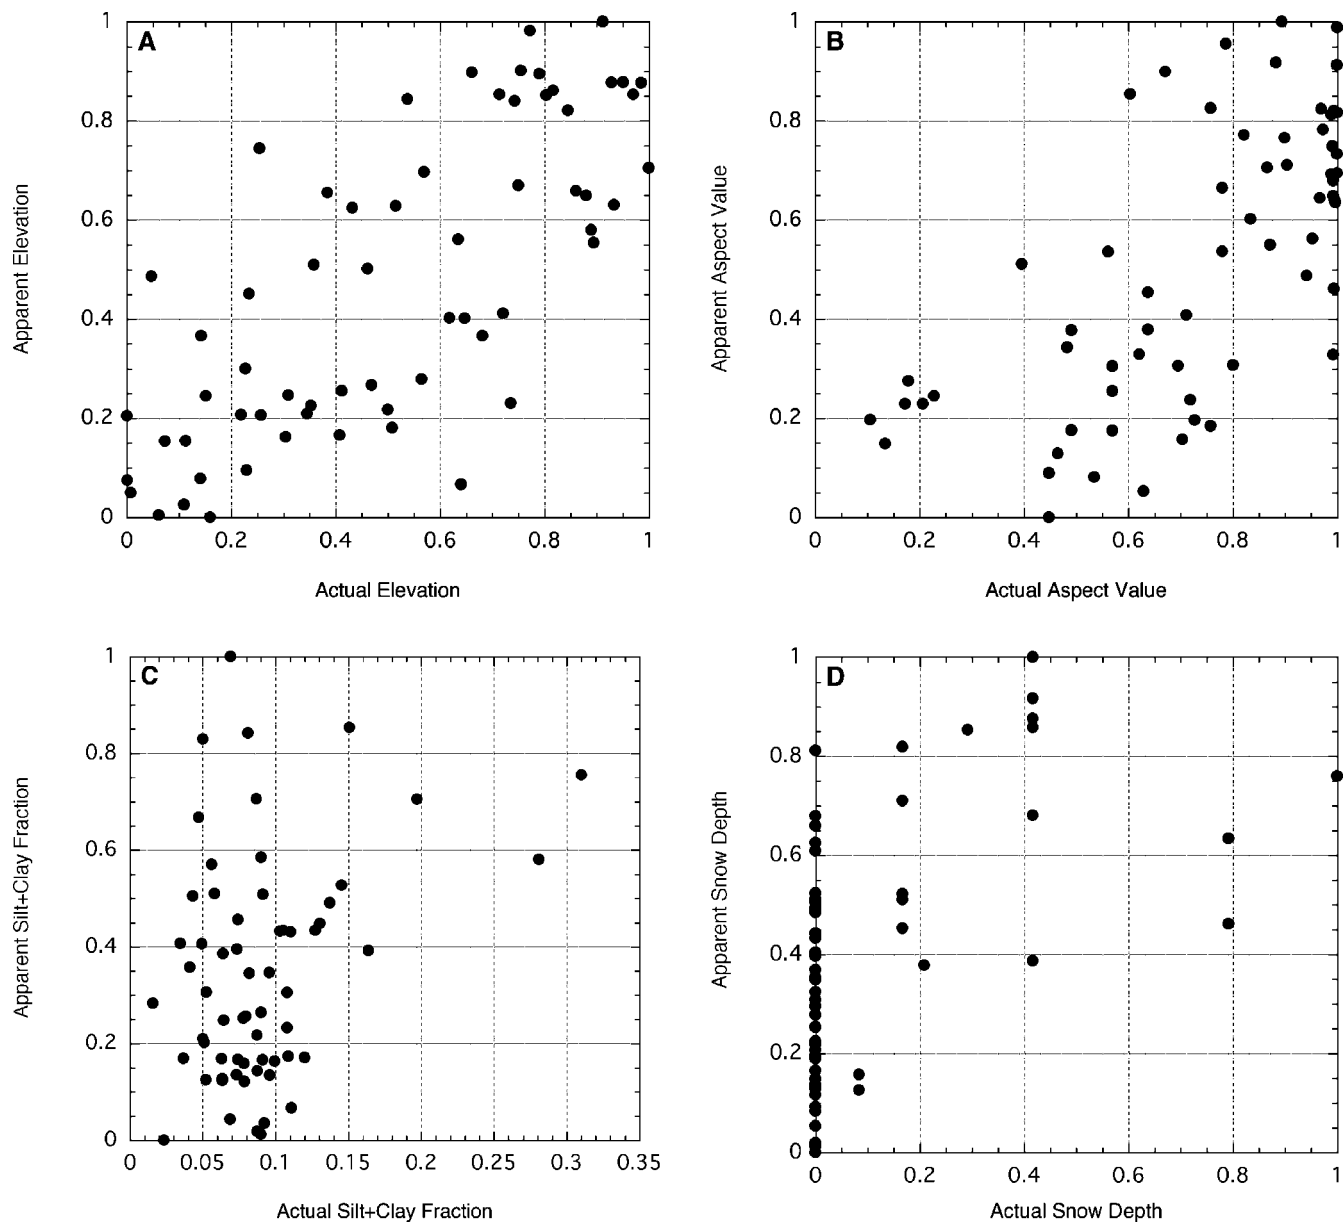 A
1
0.8
0.6
0.4
0.2
0
Apparent Elevation
0 0.2 0.4 0.6 0.8 1
Actual Elevation
B
1
0.8
0.6
0.4
0.2
0
Apparent Aspect Value
0 0.2 0.4 0.6 0.8 1
Actual Aspect Value
C
1
0.8
0.6
0.4
0.2
0
Apparent Silt+Clay Fraction
0 0.05 0.1 0.15 0.2 0.25 0.3 0.35
Actual Silt+Clay Fraction
D
1
0.8
0.6
0.4
0.2
0
Apparent Snow Depth
0 0.2 0.4 0.6 0.8 1
Actual Snow Depth